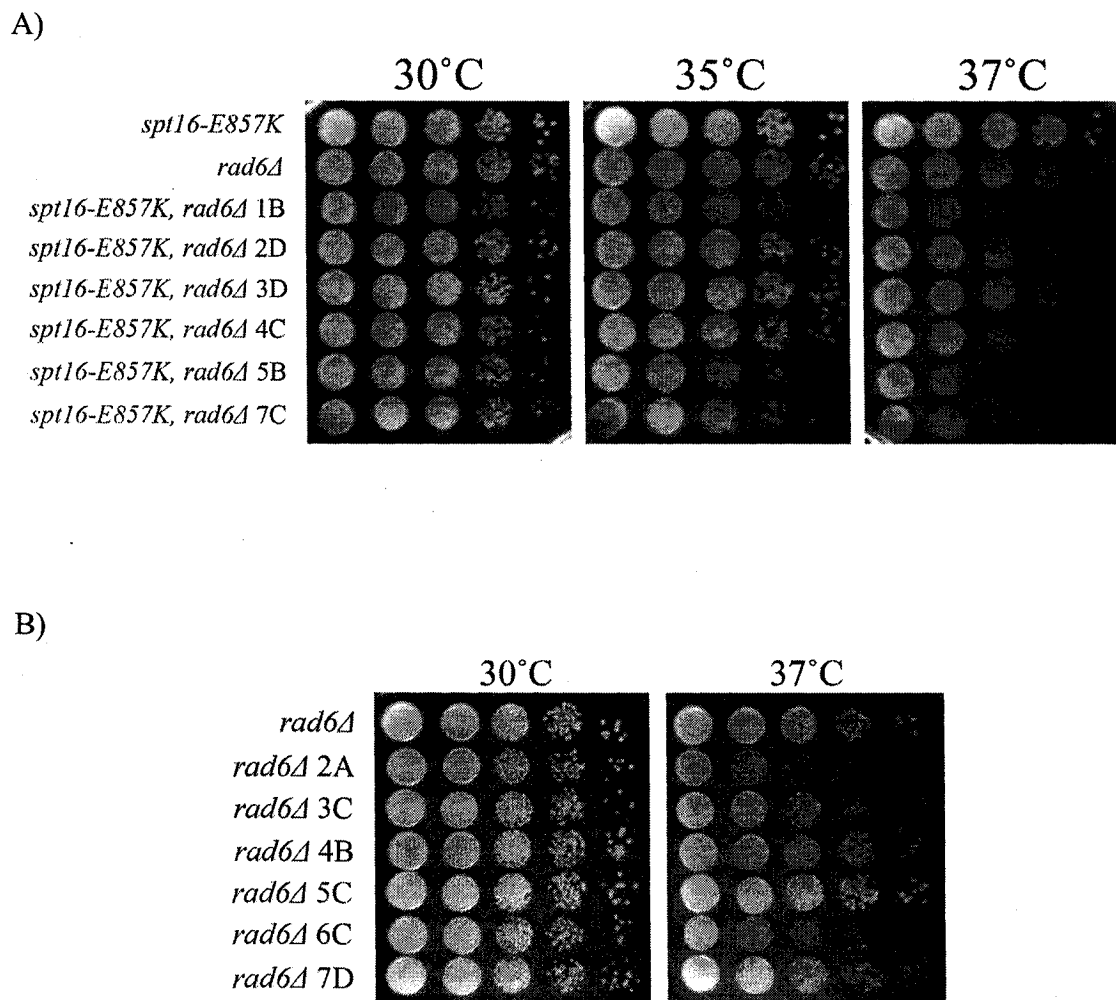 A)
30°C 35°C 37°C
spt16-E857K
rad6Δ
spt16-E857K, rad6Δ 1B
spt16-E857K, rad6Δ 2D
spt16-E857K, rad6Δ 3D
spt16-E857K, rad6Δ 4C
spt16-E857K, rad6Δ 5B
spt16-E857K, rad6Δ 7C
B)
30°C 37°C
rad6Δ
rad6Δ 2A
rad6Δ 3C
rad6Δ 4B
rad6Δ 5C
rad6Δ 6C
rad6Δ 7D